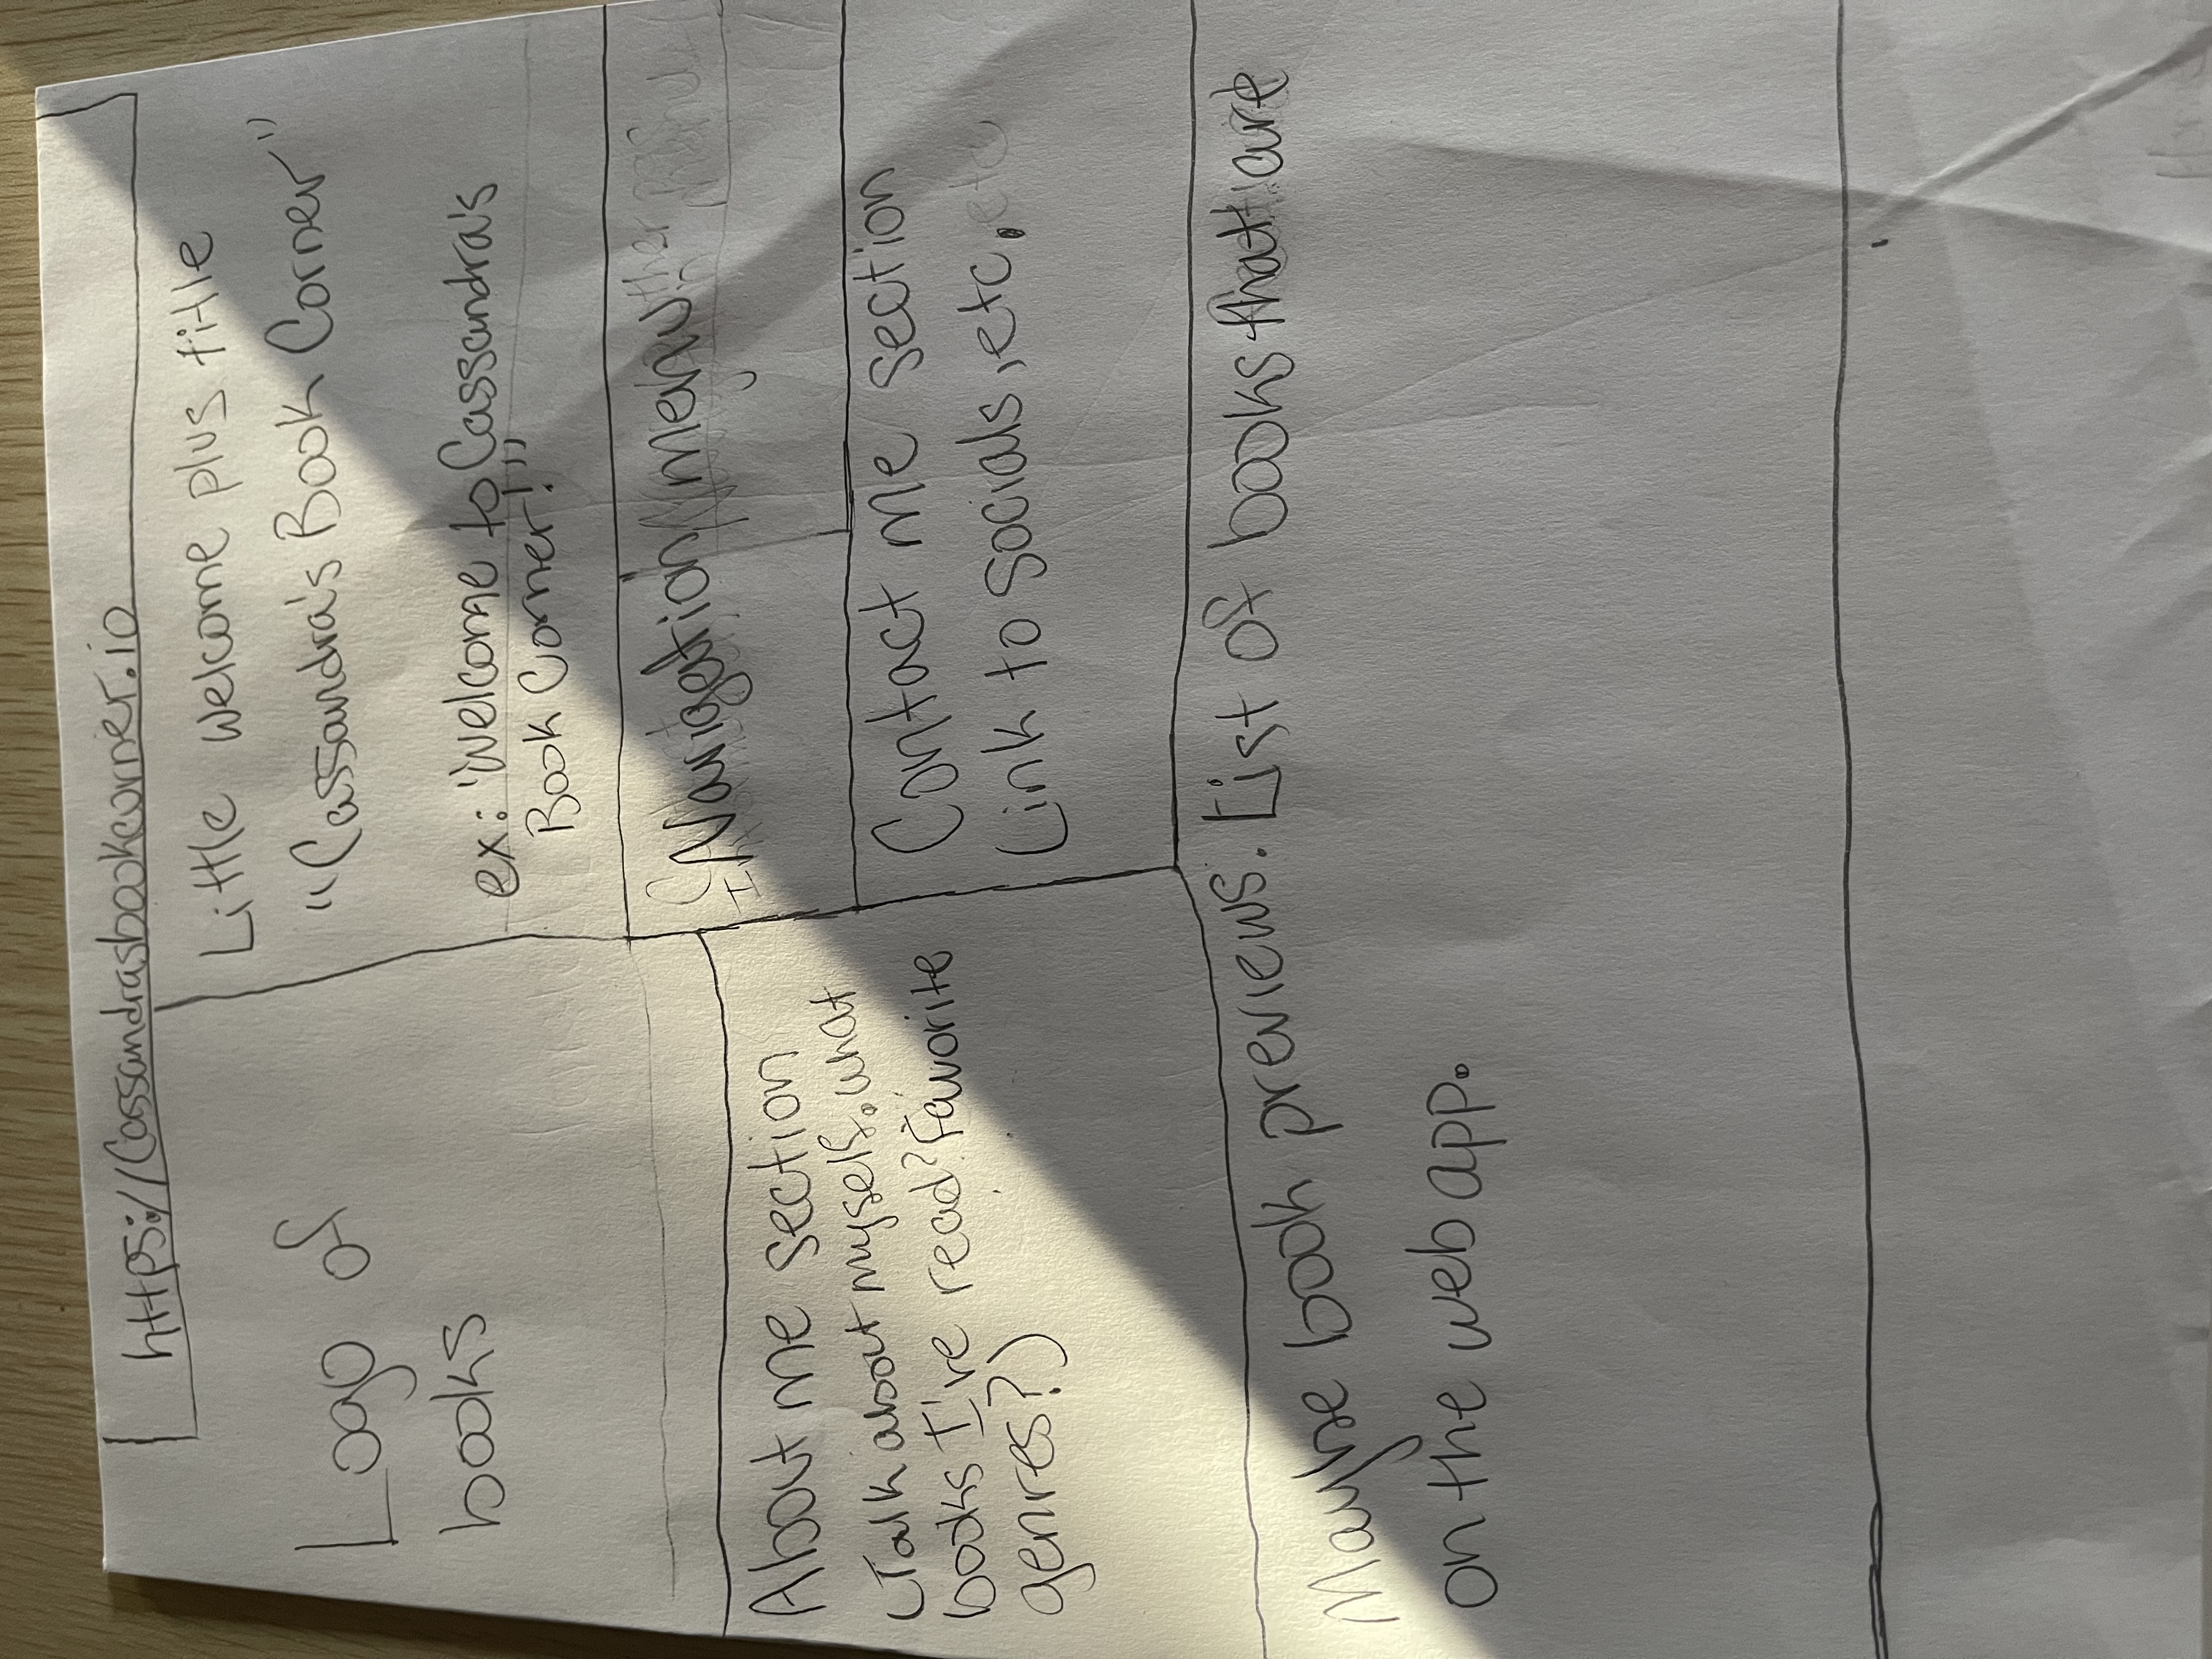 https://Cassandrasbookcorner.io
Logo of
books
Little welcome plus title
"Cassandra's Book Corner"
ex: "Welcome to Cassandra's
Book Corner!"
Navigation menu
About me section
(Talk about myself. what
books I've read? Favorite
genres?)
Contact me section
Link to socials, etc.
Maybe book previews. List of books that are
on the web app.